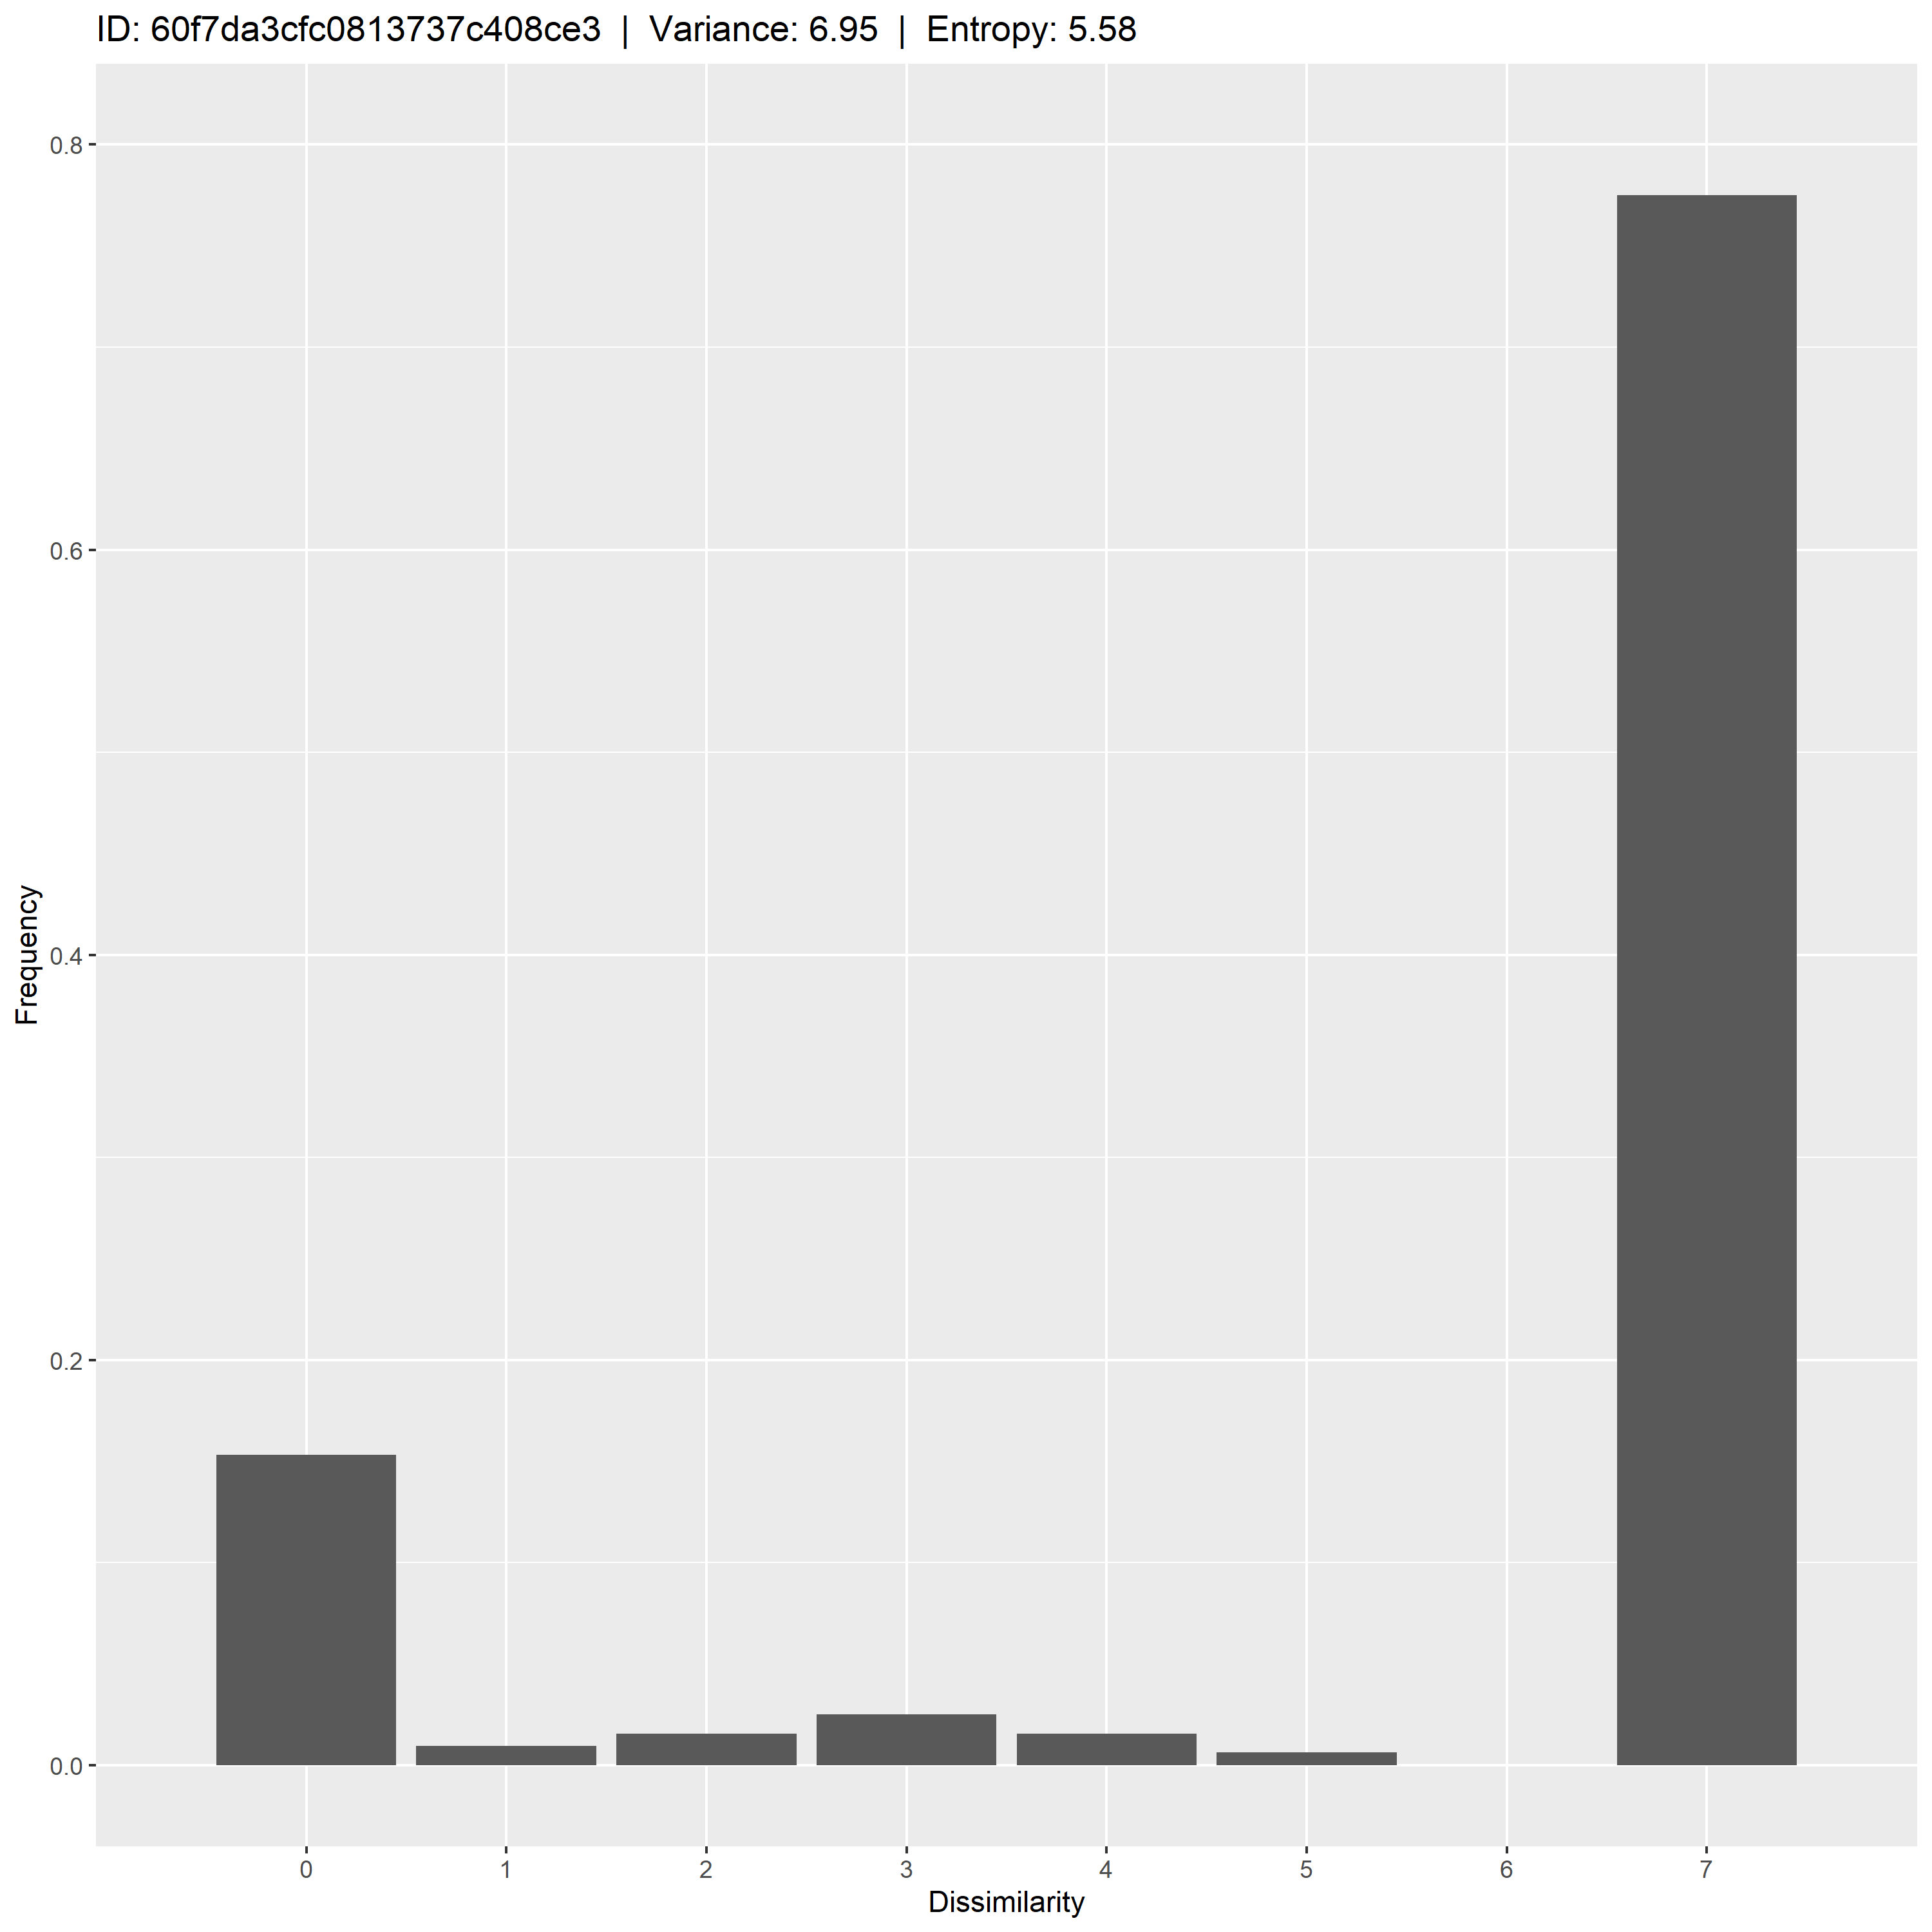 ID: 60f7da3cfc0813737c408ce3 | Variance: 6.95 | Entropy: 5.58
0.8
0.6
0.4
0.2
0.0
Frequency
0 1 2 3 4 5 6 7
Dissimilarity